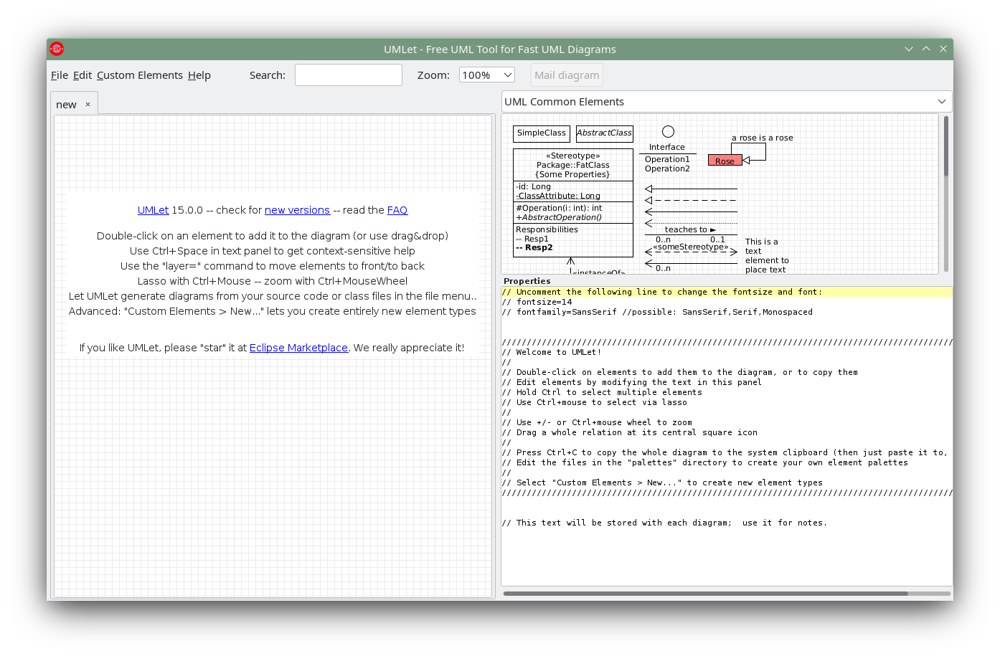 UMLet - Free UML Tool for Fast UML Diagrams
File Edit Custom Elements Help Search: Zoom: 100% Mail diagram
new
UMLet 15.0.0 -- check for new versions -- read the FAQ
Double-click on an element to add it to the diagram (or use drag&drop)
Use Ctrl+Space in text panel to get context-sensitive help
Use the "layer=" command to move elements to front/to back
Lasso with Ctrl+Mouse -- zoom with Ctrl+MouseWheel
Let UMLet generate diagrams from your source code or class files in the file menu..
Advanced: "Custom Elements > New..." lets you create entirely new element types
If you like UMLet, please "star" it at Eclipse Marketplace. We really appreciate it!
UML Common Elements
SimpleClass
AbstractClass
«Stereotype»
Package::FatClass
{Some Properties}
-id: Long
-ClassAttribute: Long
#Operation(i: int): int
+AbstractOperation()
Responsibilities
-- Resp1
-- Resp2
«instanceOf»
Interface
Operation1
Operation2
a rose is a rose
Rose
teaches to ►
0..n 0..1
«someStereotype»
0..n
This is a
text
element to
place text
Properties
// Uncomment the following line to change the fontsize and font:
// fontsize=14
// fontfamily=SansSerif //possible: SansSerif,Serif,Monospaced
//////////////////////////////////////////////////////////////////////////////////////////
// Welcome to UMLet!
//
// Double-click on elements to add them to the diagram, or to copy them
// Edit elements by modifying the text in this panel
// Hold Ctrl to select multiple elements
// Use Ctrl+mouse to select via lasso
//
// Use +/- or Ctrl+mouse wheel to zoom
// Drag a whole relation at its central square icon
//
// Press Ctrl+C to copy the whole diagram to the system clipboard (then just paste it to,
// Edit the files in the "palettes" directory to create your own element palettes
//
// Select "Custom Elements > New..." to create new element types
//////////////////////////////////////////////////////////////////////////////////////////
// This text will be stored with each diagram;  use it for notes.